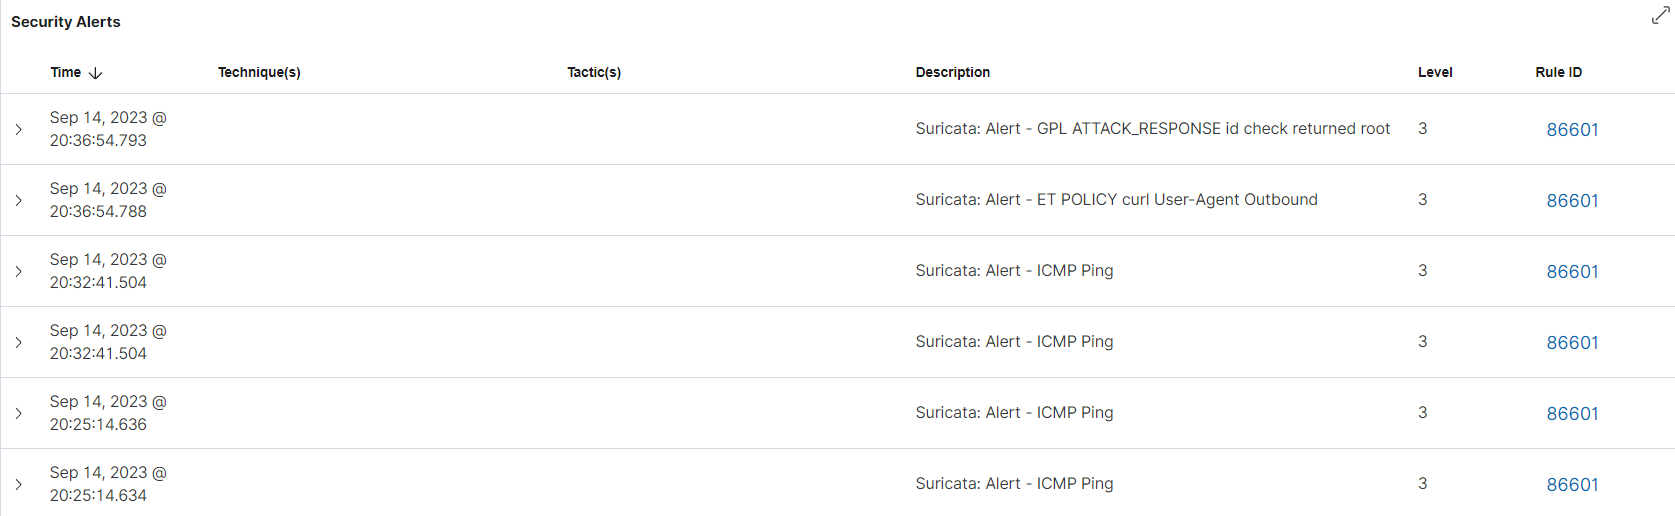 Security Alerts
Time Technique(s) Tactic(s) Description Level Rule ID
Sep 14, 2023 @
20:36:54.793
Suricata: Alert - GPL ATTACK_RESPONSE id check returned root 3 86601
Sep 14, 2023 @
20:36:54.788
Suricata: Alert - ET POLICY curl User-Agent Outbound 3 86601
Sep 14, 2023 @
20:32:41.504
Suricata: Alert - ICMP Ping 3 86601
Sep 14, 2023 @
20:32:41.504
Suricata: Alert - ICMP Ping 3 86601
Sep 14, 2023 @
20:25:14.636
Suricata: Alert - ICMP Ping 3 86601
Sep 14, 2023 @
20:25:14.634
Suricata: Alert - ICMP Ping 3 86601